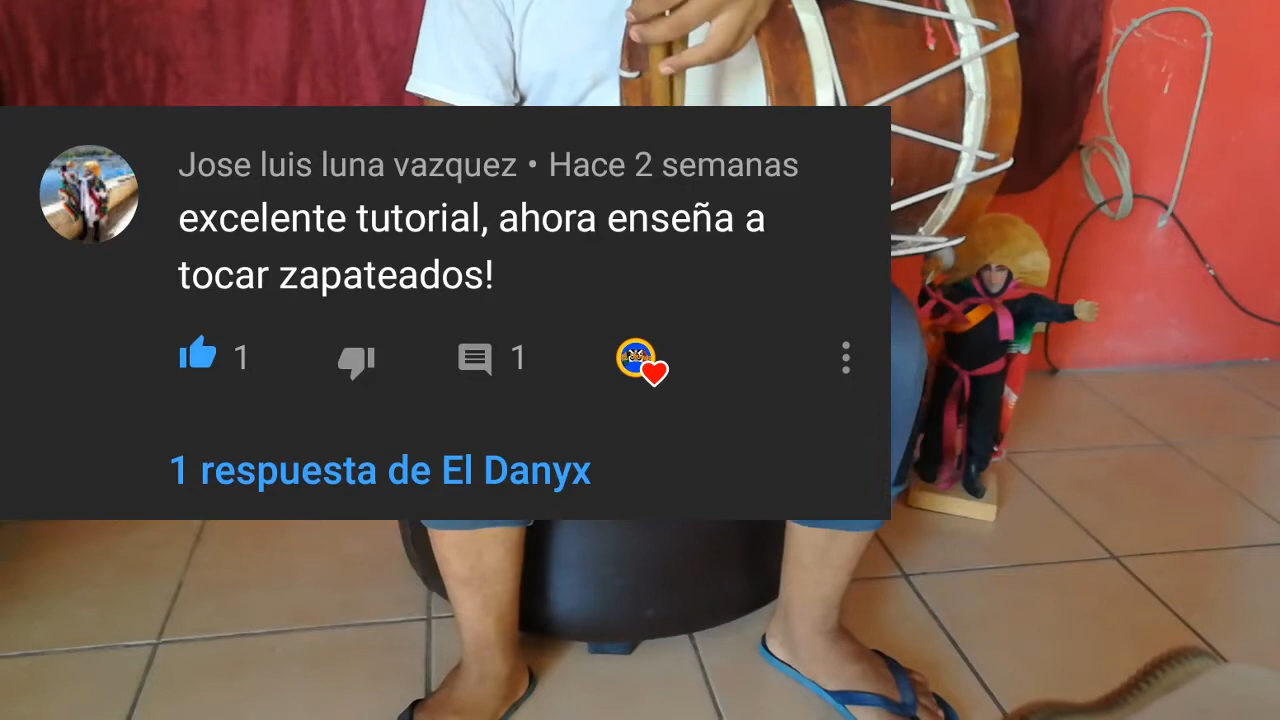 Jose luis luna vazquez • Hace 2 semanas
excelente tutorial, ahora enseña a
tocar zapateados!
1
1
1 respuesta de El Danyx